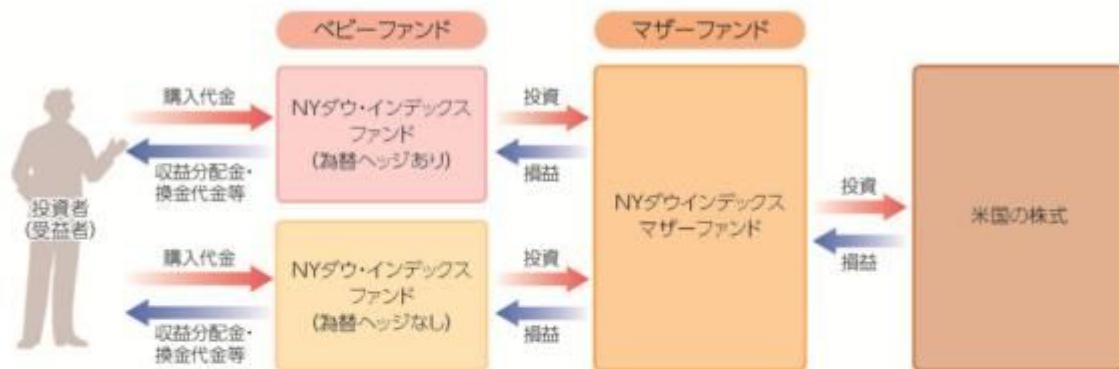 ベビーファンド
マザーファンド
購入代金
収益分配金・
換金代金等
投資者
(受益者)
購入代金
収益分配金・
換金代金等
NYダウ・インデックス
ファンド
(為替ヘッジあり)
NYダウ・インデックス
ファンド
(為替ヘッジなし)
投資
損益
投資
損益
NYダウインデックス
マザーファンド
投資
損益
米国の株式